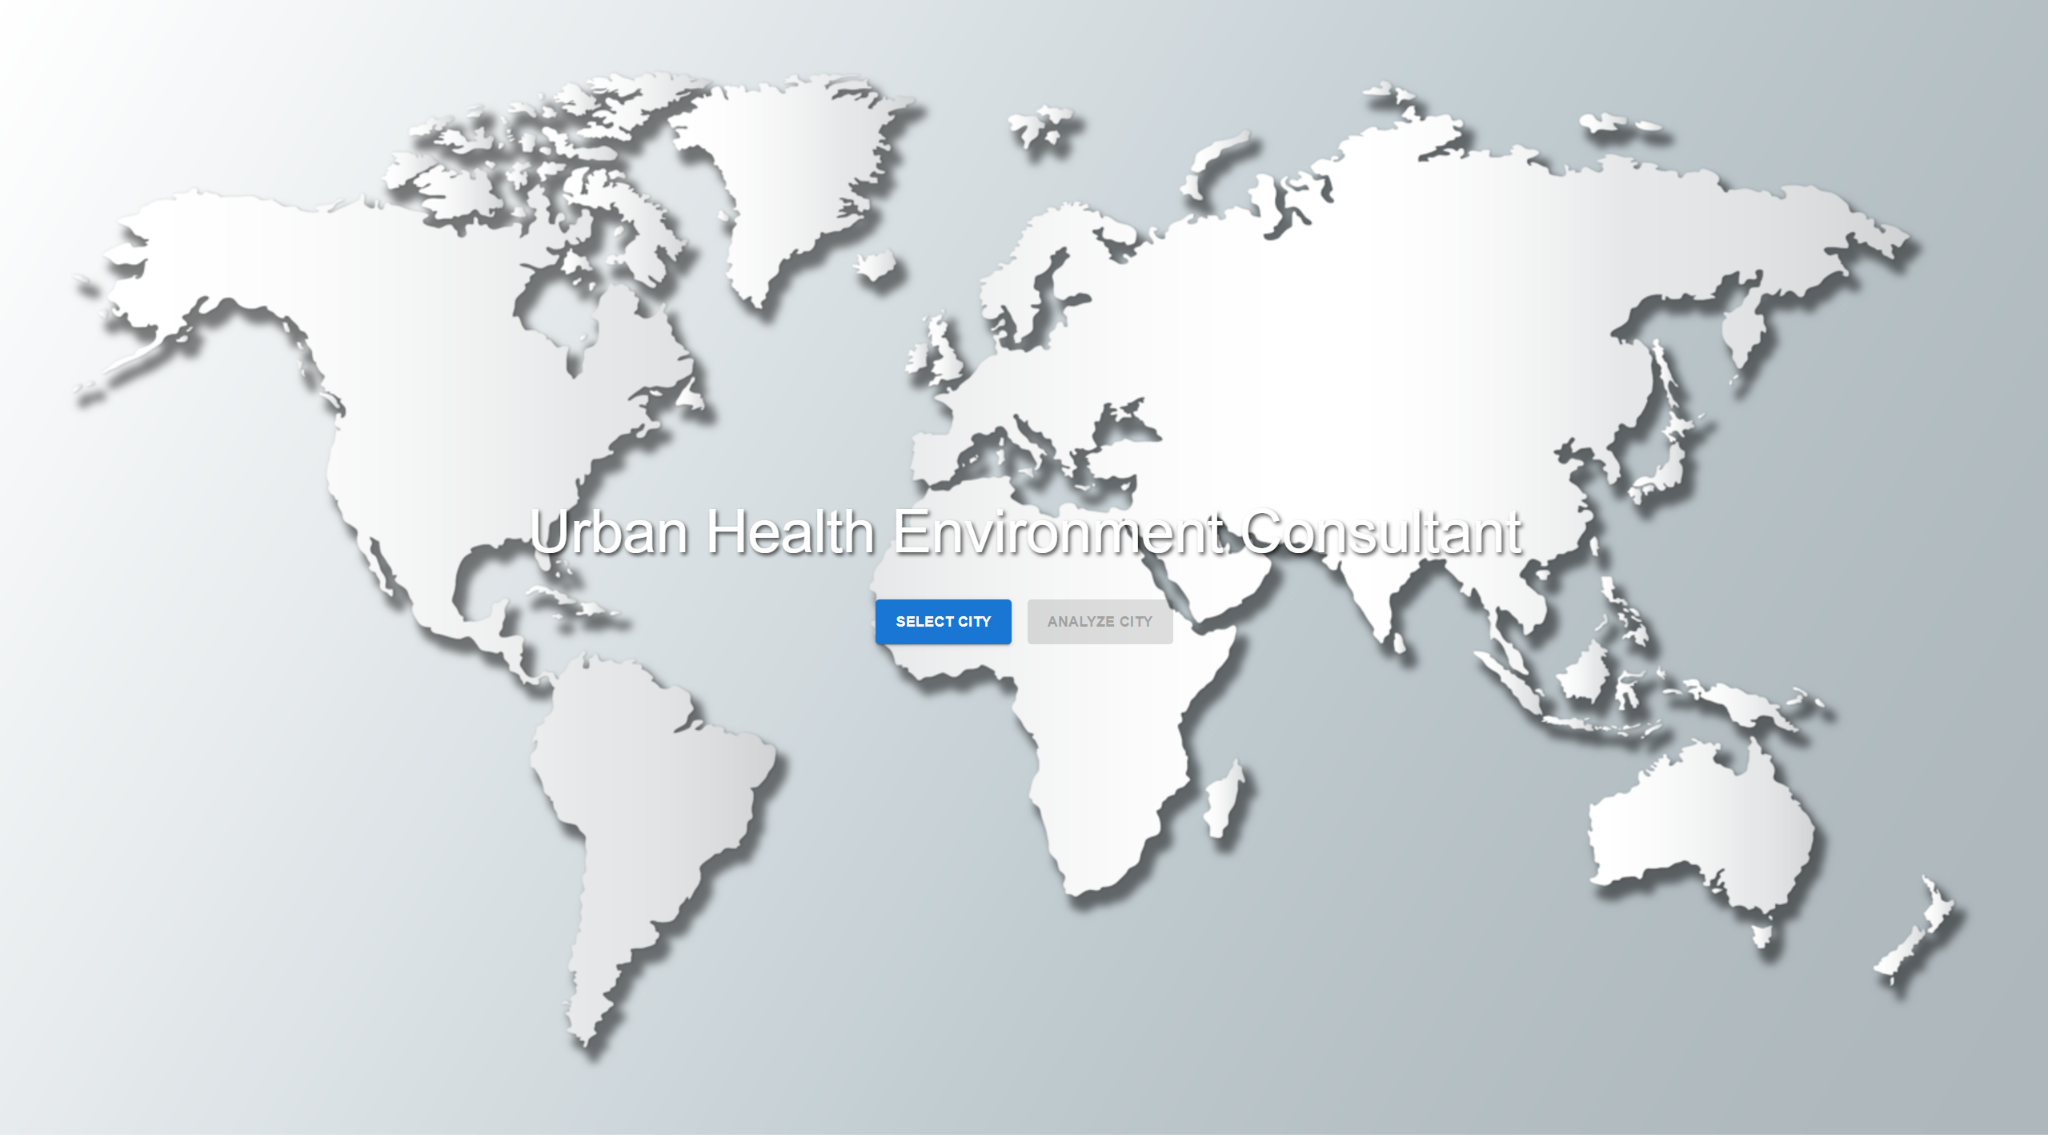 Urban Health Environment Consultant
SELECT CITY
ANALYZE CITY